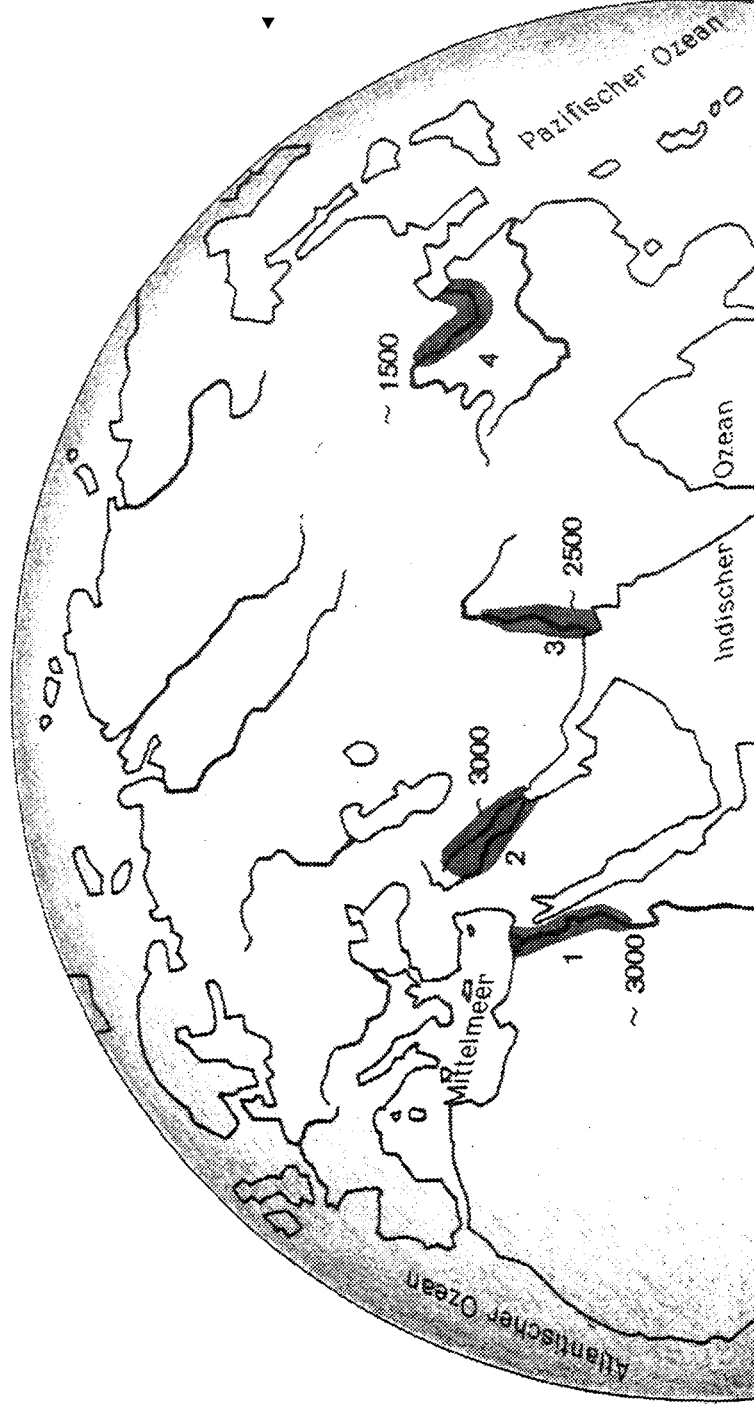 Atlantischer Ozean
Mittelmeer
~ 3000
1
2
~ 3000
3
~ 2500
~ 1500
4
Indischer Ozean
Pazifischer Ozean